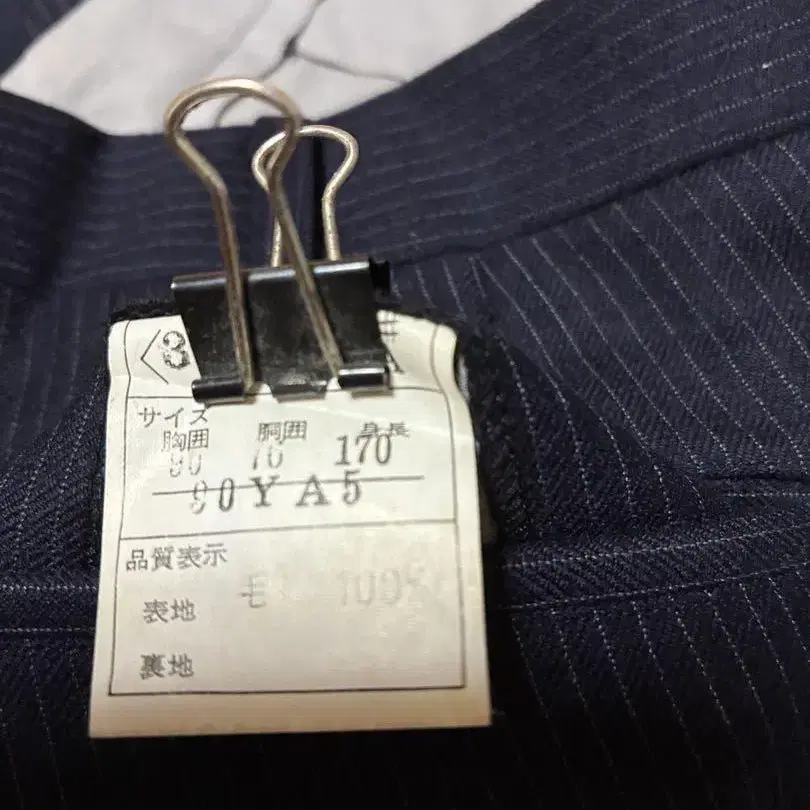 サイズ
胸囲 胴囲 身長
90 76 170
90YA5
品質表示
表地 毛 100%
裏地